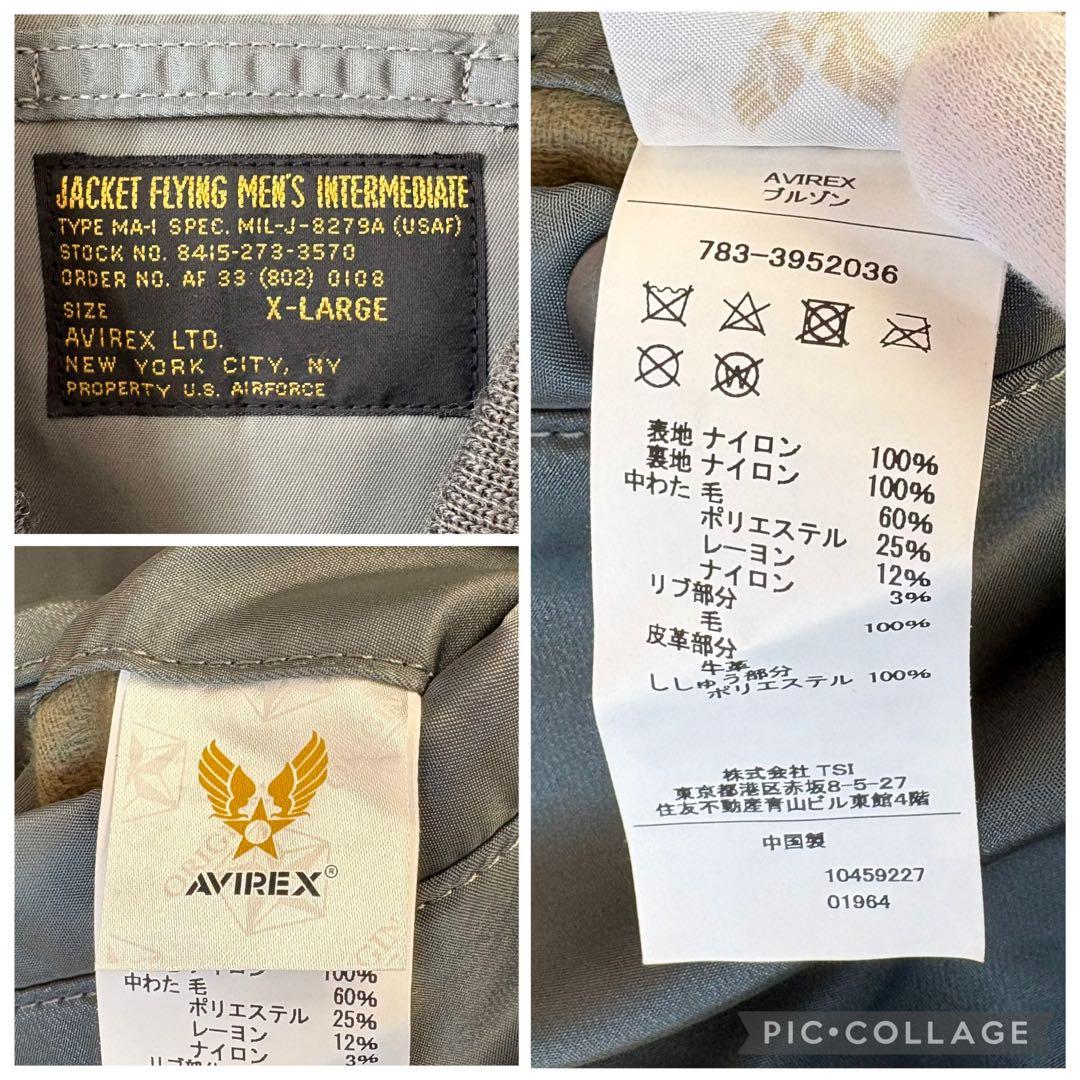 JACKET FLYING MEN'S INTERMEDIATE
TYPE MA-1 SPEC. MIL-J-8279A (USAF)
STOCK NO. 8415-273-3570
ORDER NO. AF 33 (802) 0108
SIZE X-LARGE
AVIREX LTD.
NEW YORK CITY, NY
PROPERTY U.S. AIRFORCE
AVIREX®
100%
中わた 毛 60%
ポリエステル 25%
レーヨン 12%
ナイロン 3%
AVIREX
ブルゾン
783-3952036
W
表地 ナイロン 100%
裏地 ナイロン 100%
中わた 毛 60%
ポリエステル 25%
レーヨン 12%
ナイロン 3%
リブ部分
毛 100%
皮革部分
牛革
ししゅう部分
ポリエステル 100%
株式会社 TSI
東京都港区赤坂8-5-27
住友不動産青山ビル東館4階
中国製
10459227
01964
PIC•COLLAGE